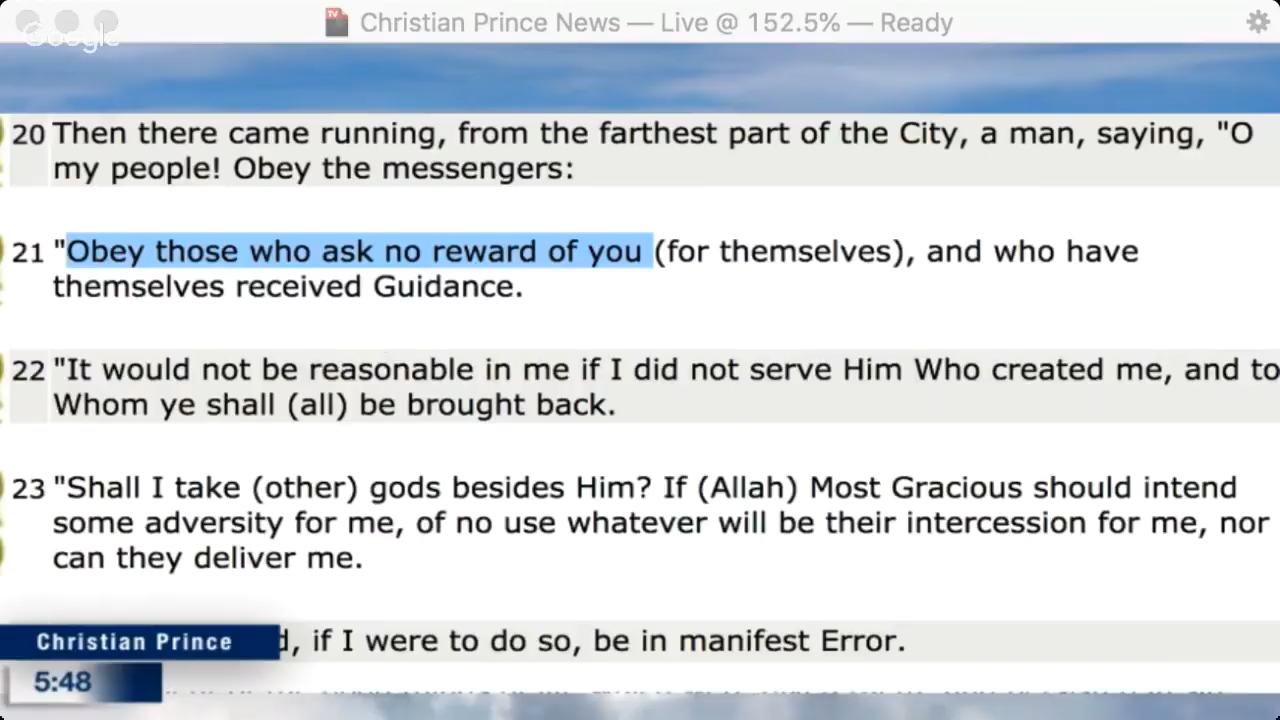 Christian Prince News — Live @ 152.5% — Ready
Google
20 Then there came running, from the farthest part of the City, a man, saying, "O
my people! Obey the messengers:
21 "Obey those who ask no reward of you (for themselves), and who have
themselves received Guidance.
22 "It would not be reasonable in me if I did not serve Him Who created me, and to
Whom ye shall (all) be brought back.
23 "Shall I take (other) gods besides Him? If (Allah) Most Gracious should intend
some adversity for me, of no use whatever will be their intercession for me, nor
can they deliver me.
if I were to do so, be in manifest Error.
Christian Prince
5:48